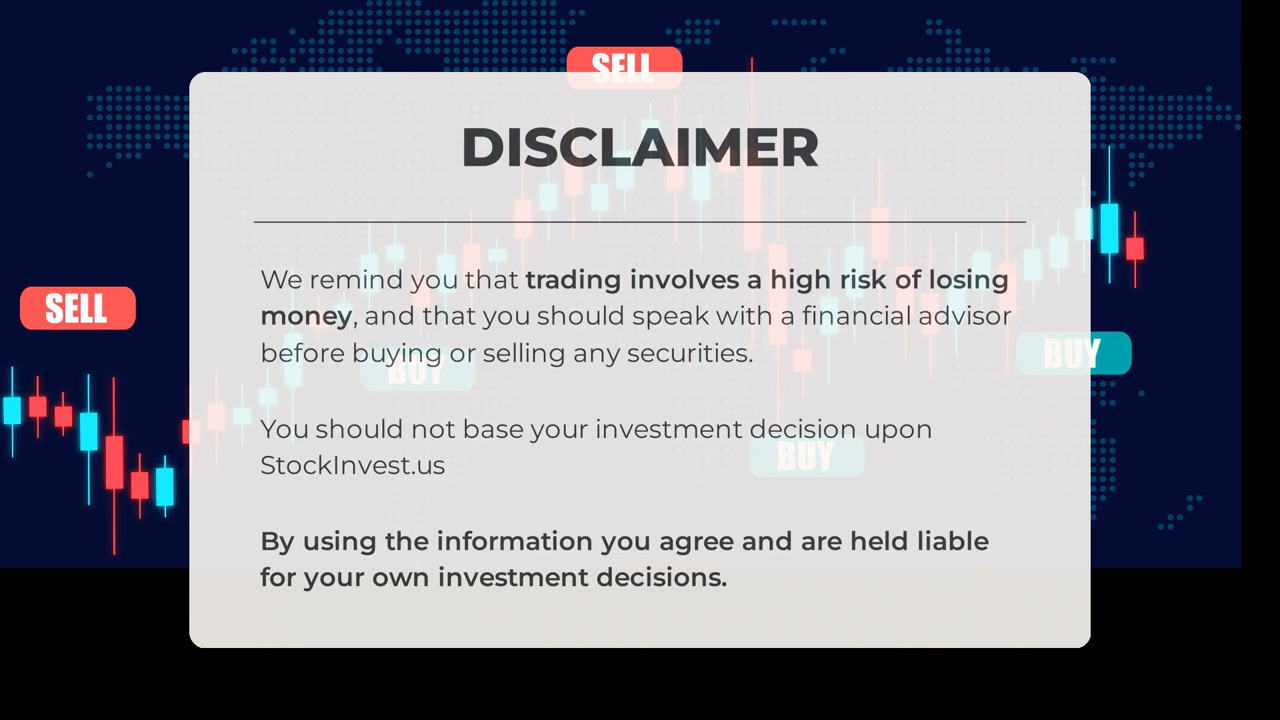 SELL
DISCLAIMER
We remind you that trading involves a high risk of losing
money, and that you should speak with a financial advisor
before buying or selling any securities.
SELL
BUY
BUY
You should not base your investment decision upon
StockInvest.us
BUY
By using the information you agree and are held liable
for your own investment decisions.